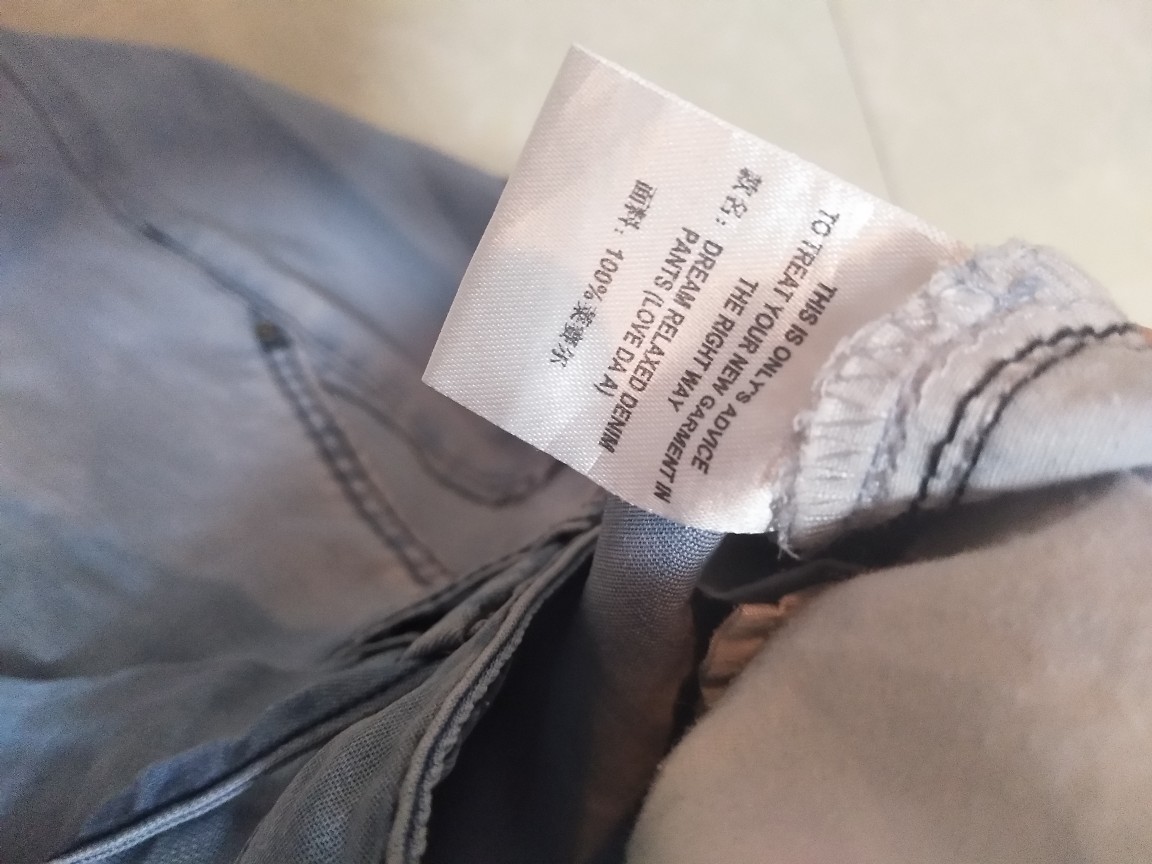 THIS IS ONLY's ADVICE
TO TREAT YOUR NEW GARMENT IN
THE RIGHT WAY
款名: DREAM RELAXED DENIM
PANTS (LOVE DA A)
面料: 100%莱赛尔